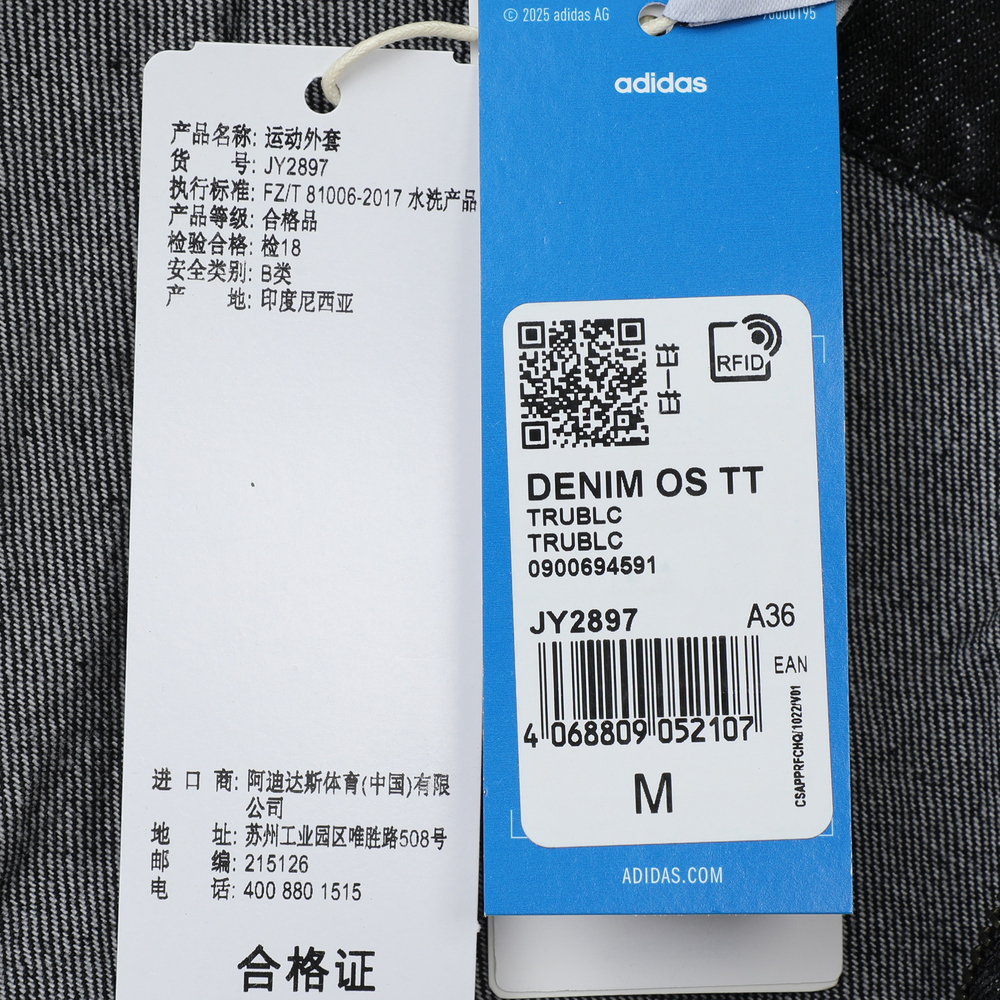 产品名称: 运动外套
货 号: JY2897
执行标准: FZ/T 81006-2017 水洗产品
产品等级: 合格品
检验合格: 检18
安全类别: B类
产 地: 印度尼西亚
进 口 商: 阿迪达斯体育(中国)有限
公司
地 址: 苏州工业园区唯胜路508号
邮 编: 215126
电 话: 400 880 1515
合格证
© 2025 adidas AG
adidas
扫一扫
RFID
DENIM OS TT
TRUBLC
TRUBLC
0900694591
JY2897 A36
EAN
4 068809 052107
CSAPPRFCHQ/1022/V01
M
ADIDAS.COM